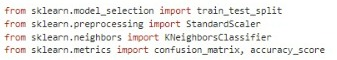 from sklearn.model_selection import train_test_split
from sklearn.preprocessing import StandardScaler
from sklearn.neighbors import KNeighborsClassifier
from sklearn.metrics import confusion_matrix, accuracy_score